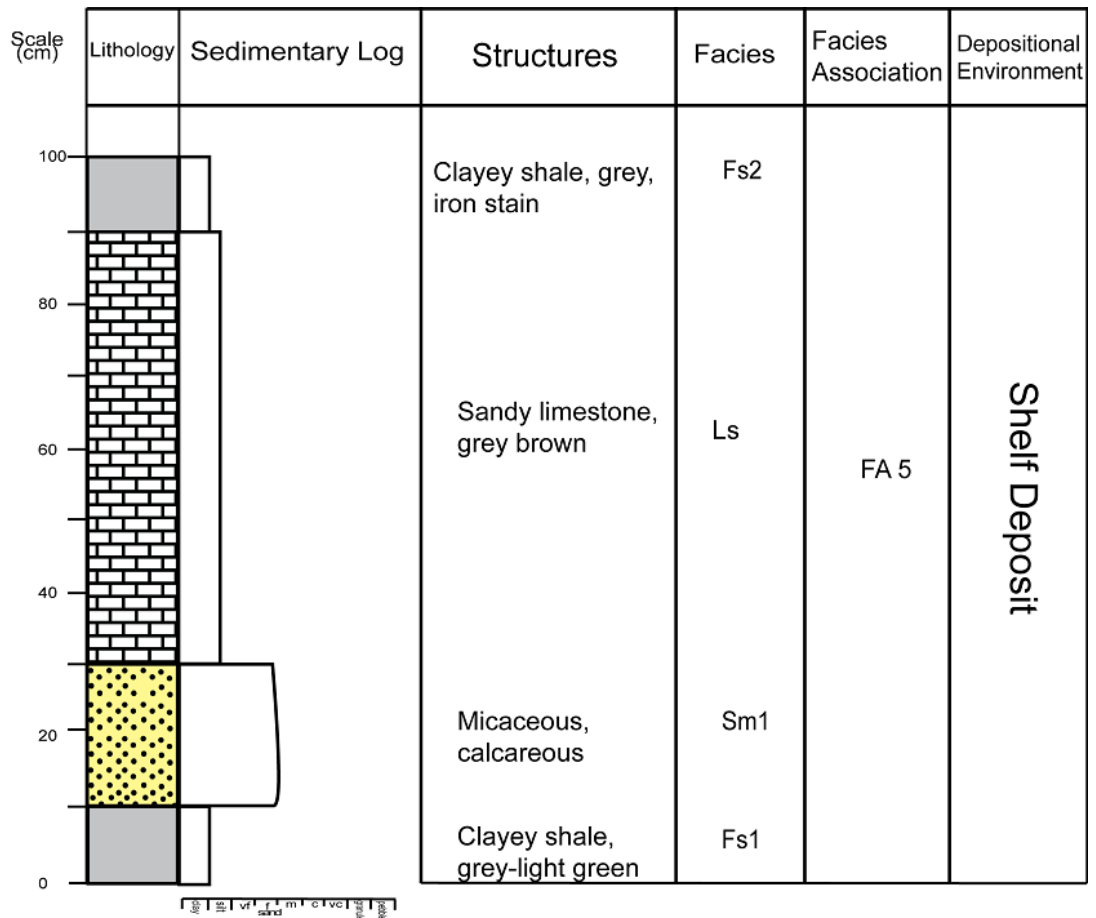 Scale
(cm)
Lithology
Sedimentary Log
Structures
Facies
Facies
Association
Depositional
Environment
100
Clayey shale, grey,
iron stain
Fs2
80
60
Sandy limestone,
grey brown
Ls
FA 5
Shelf Deposit
40
20
Micaceous,
calcareous
Sm1
Clayey shale,
grey-light green
Fs1
0
clay
silt
vf
f
m
c
vc
sand